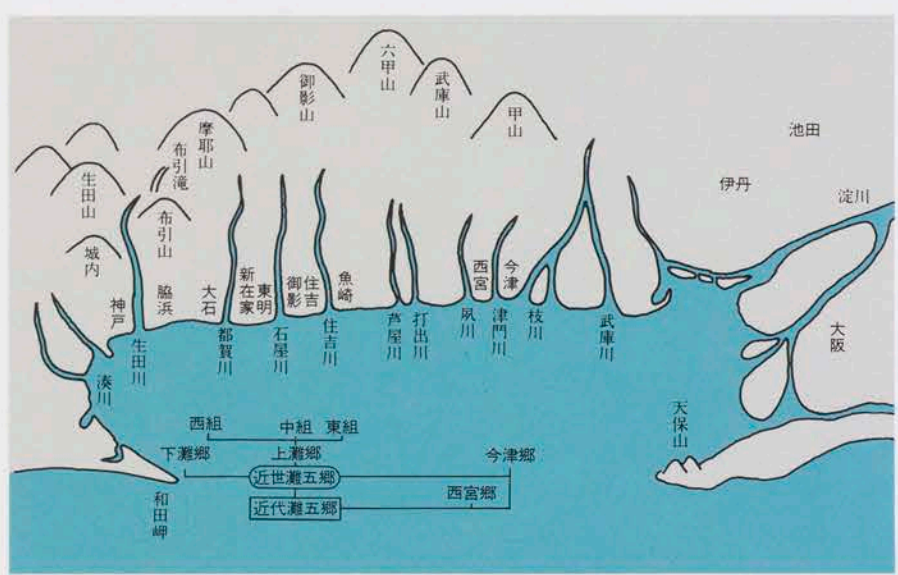 六甲山
武庫山
御影山
甲山
摩耶山
布引滝
生田山
布引山
城内
池田
伊丹
淀川
大阪
神戸
脇浜
大石
新在家
東明
御影
住吉
魚崎
西宮
今津
湊川
生田川
都賀川
石屋川
住吉川
芦屋川
打出川
夙川
津門川
枝川
武庫川
天保山
和田岬
西組
中組
東組
下灘郷
上灘郷
今津郷
近世灘五郷
西宮郷
近代灘五郷